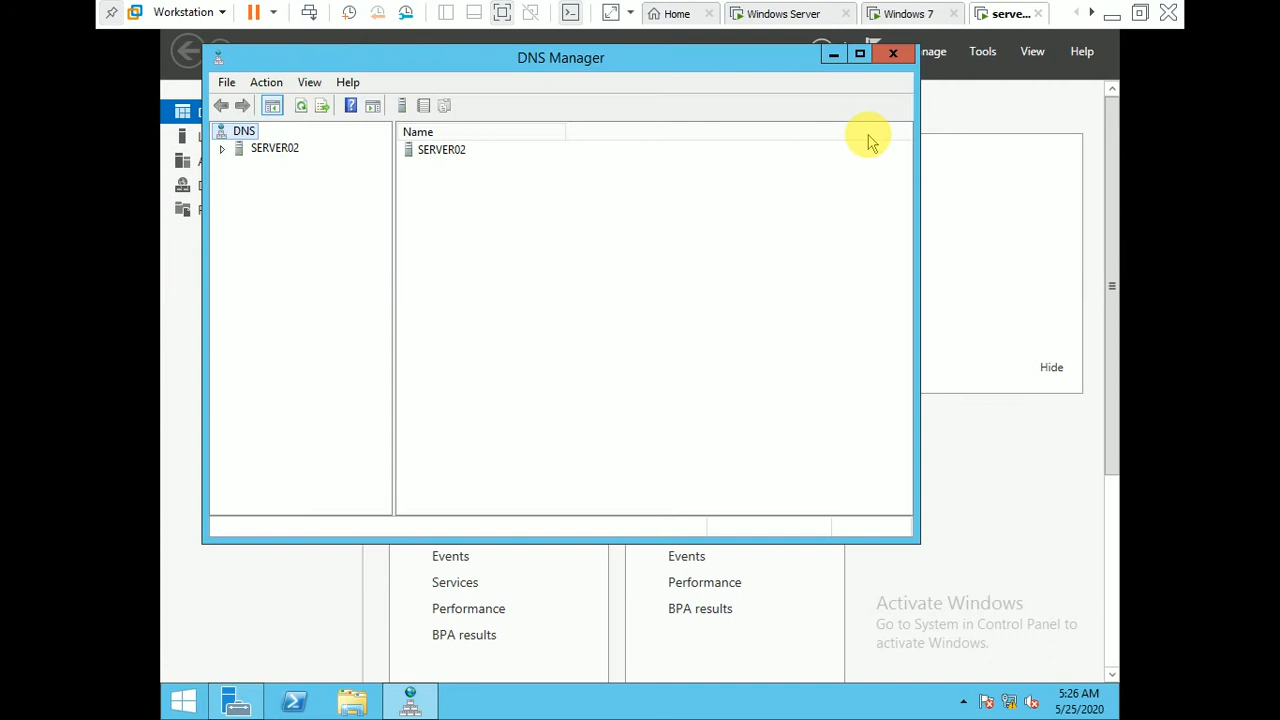 Workstation
Home
Windows Server
Windows 7
serve...
DNS Manager
Tools
View
Help
File
Action
View
Help
DNS
SERVER02
Name
SERVER02
Hide
Events
Services
Performance
BPA results
Events
Performance
BPA results
Activate Windows
Go to System in Control Panel to
activate Windows.
5:26 AM
5/25/2020